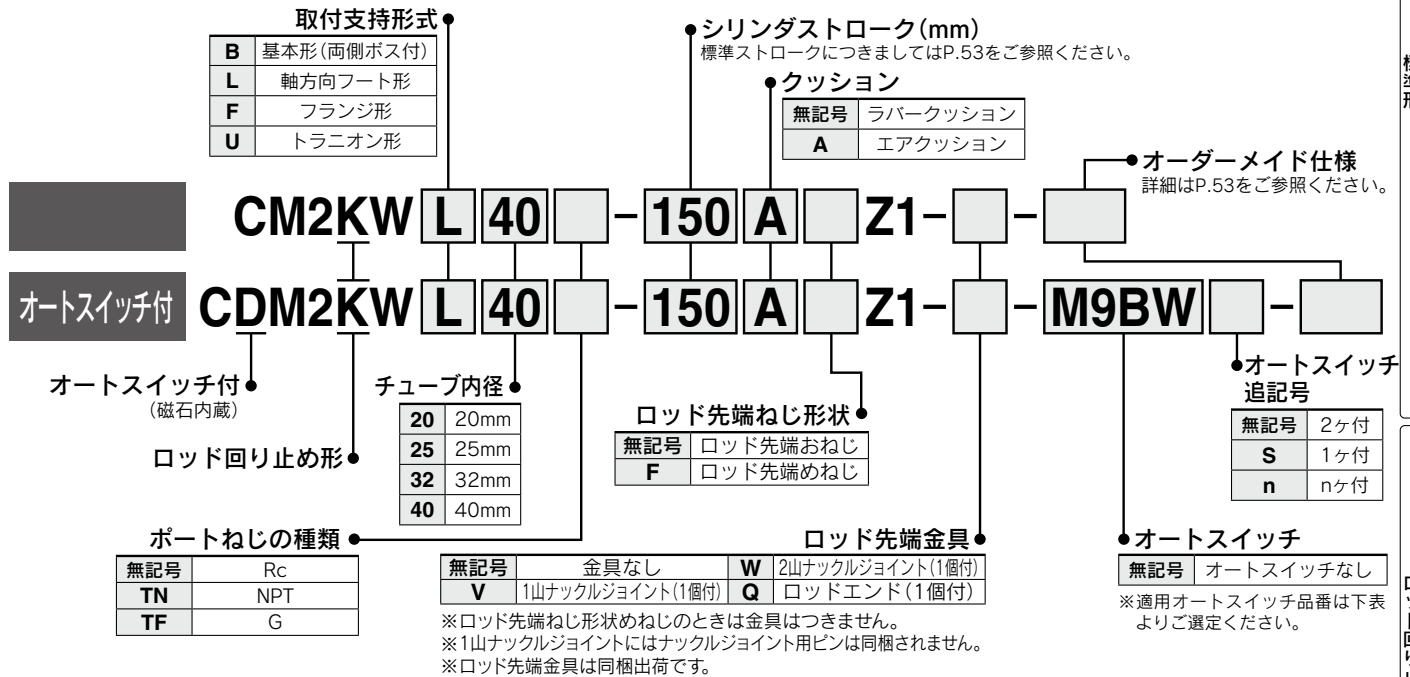 取付支持形式
B 基本形(両側ボス付)
L 軸方向フート形
F フランジ形
U トラニオン形
シリンダストローク(mm)
標準ストロークにつきましてはP.53をご参照ください。
クッション
無記号 ラバークッション
A エアクッション
オーダーメイド仕様
詳細はP.53をご参照ください。
CM2KW L 40 - 150 A Z1- -
オートスイッチ付 CDM2KW L 40 - 150 A Z1- - M9BW -
オートスイッチ付
(磁石内蔵)
ロッド回り止め形
チューブ内径
20 20mm
25 25mm
32 32mm
40 40mm
ポートねじの種類
無記号 Rc
TN NPT
TF G
ロッド先端ねじ形状
無記号 ロッド先端おねじ
F ロッド先端めねじ
ロッド先端金具
無記号 金具なし W 2山ナックルジョイント(1個付)
V 1山ナックルジョイント(1個付) Q ロッドエンド(1個付)
※ロッド先端ねじ形状めねじのときは金具はつきません。
※1山ナックルジョイントにはナックルジョイント用ピンは同梱されません。
※ロッド先端金具は同梱出荷です。
オートスイッチ
追記号
無記号 2ヶ付
S 1ヶ付
n nヶ付
オートスイッチ
無記号 オートスイッチなし
※適用オートスイッチ品番は下表
よりご選定ください。
標準形